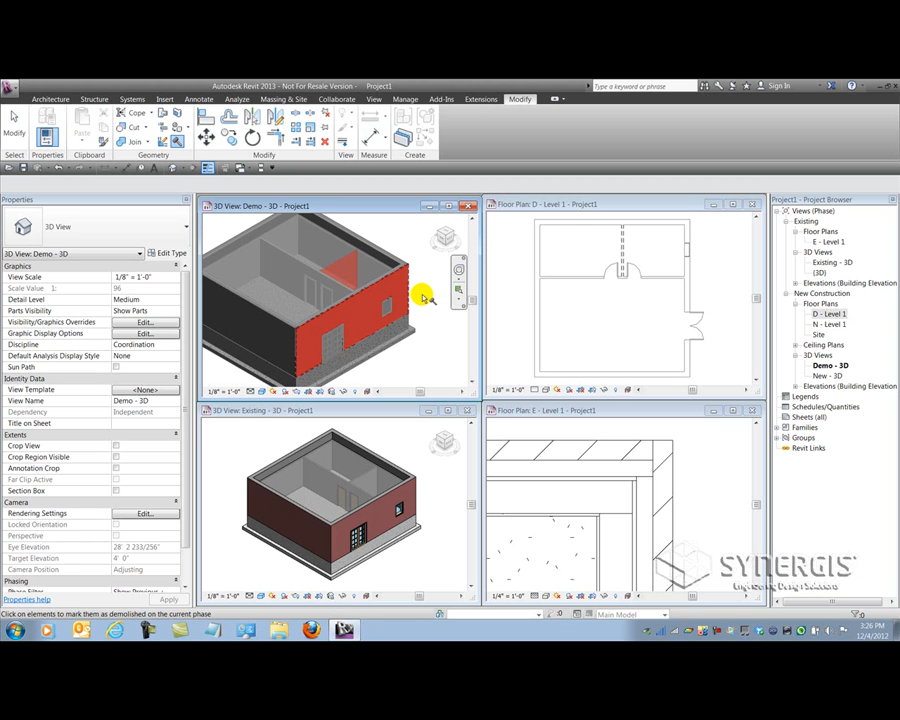 Autodesk Revit 2013 - Not For Resale Version - Project1
Type a keyword or phrase
Sign In
Architecture Structure Systems Insert Annotate Analyze Massing & Site Collaborate View Manage Add-Ins Extensions Modify
Modify
Paste
Cope
Cut
Join
Select Properties Clipboard Geometry Modify View Measure Create
Properties
3D View
3D View: Demo - 3D
Edit Type
Graphics
View Scale 1/8" = 1'-0"
Scale Value 1: 96
Detail Level Medium
Parts Visibility Show Parts
Visibility/Graphics Overrides Edit...
Graphic Display Options Edit...
Discipline Coordination
Default Analysis Display Style None
Sun Path
Identity Data
View Template <None>
View Name Demo - 3D
Dependency Independent
Title on Sheet
Extents
Crop View
Crop Region Visible
Annotation Crop
Far Clip Active
Section Box
Camera
Rendering Settings Edit...
Locked Orientation
Perspective
Eye Elevation 28' 2 233/256"
Target Elevation 4' 0"
Camera Position Adjusting
Phasing
Properties help
Apply
3D View: Demo - 3D - Project1
1/8" = 1'-0"
Floor Plan: D - Level 1 - Project1
1/8" = 1'-0"
3D View: Existing - 3D - Project1
1/8" = 1'-0"
Floor Plan: E - Level 1 - Project1
1/4" = 1'-0"
Project1 - Project Browser
Views (Phase)
Existing
Floor Plans
E - Level 1
3D Views
Existing - 3D
{3D}
Elevations (Building Elevation
New Construction
Floor Plans
D - Level 1
N - Level 1
Site
Ceiling Plans
3D Views
Demo - 3D
New - 3D
Elevations (Building Elevation
Legends
Schedules/Quantities
Sheets (all)
Families
Groups
Revit Links
SYNERGIS
Engineering Design Solutions
Click on elements to mark them as demolished on the current phase
:0
Main Model
:0
3:26 PM
12/4/2012